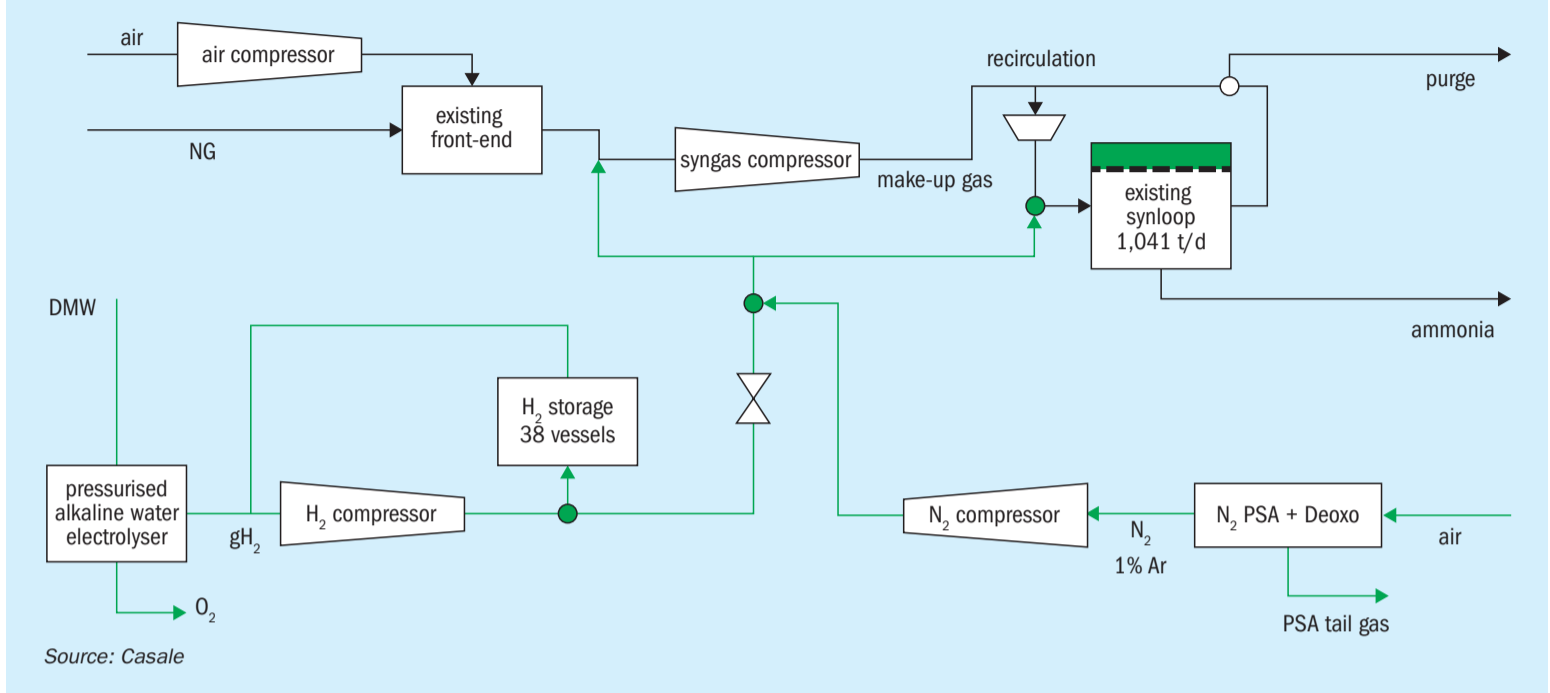 air
air compressor
recirculation
purge
existing
front-end
NG
syngas compressor
make-up gas
existing
synloop
1,041 t/d
DMW
ammonia
H₂ storage
38 vessels
pressurised
alkaline water
electrolyser
gH₂
H₂ compressor
N₂ compressor
N₂
1% Ar
N₂ PSA + Deoxo
air
O₂
PSA tail gas
Source: Casale